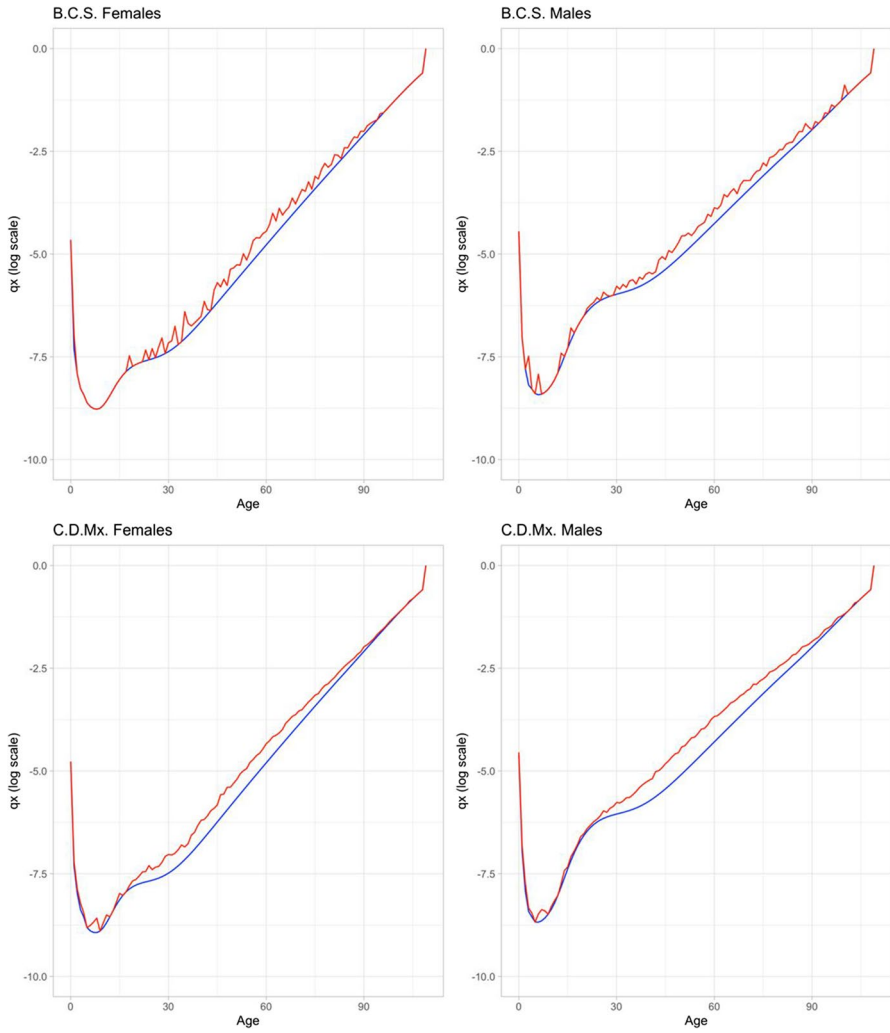 B.C.S. Females
0.0
-2.5
-5.0
-7.5
-10.0
qx (log scale)
0 30 60 90
Age
B.C.S. Males
0.0
-2.5
-5.0
-7.5
-10.0
qx (log scale)
0 30 60 90
Age
C.D.Mx. Females
0.0
-2.5
-5.0
-7.5
-10.0
qx (log scale)
0 30 60 90
Age
C.D.Mx. Males
0.0
-2.5
-5.0
-7.5
-10.0
qx (log scale)
0 30 60 90
Age